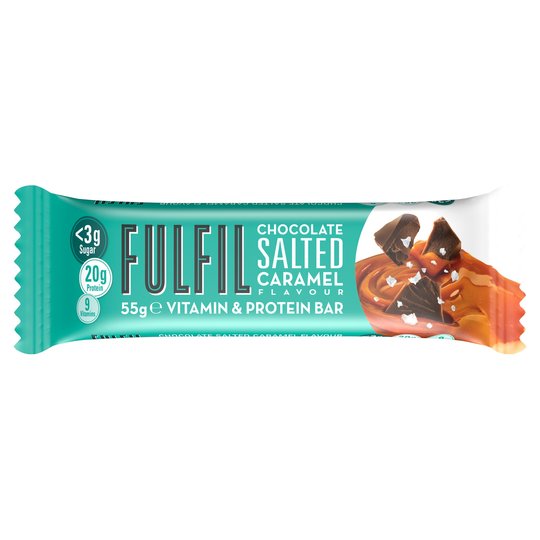 <3g
Sugar
20g
Protein
9
Vitamins
FULFIL
CHOCOLATE
SALTED
CARAMEL
FLAVOUR
55g℮ VITAMIN & PROTEIN BAR
CHOCOLATE SALTED CARAMEL FLAVOUR